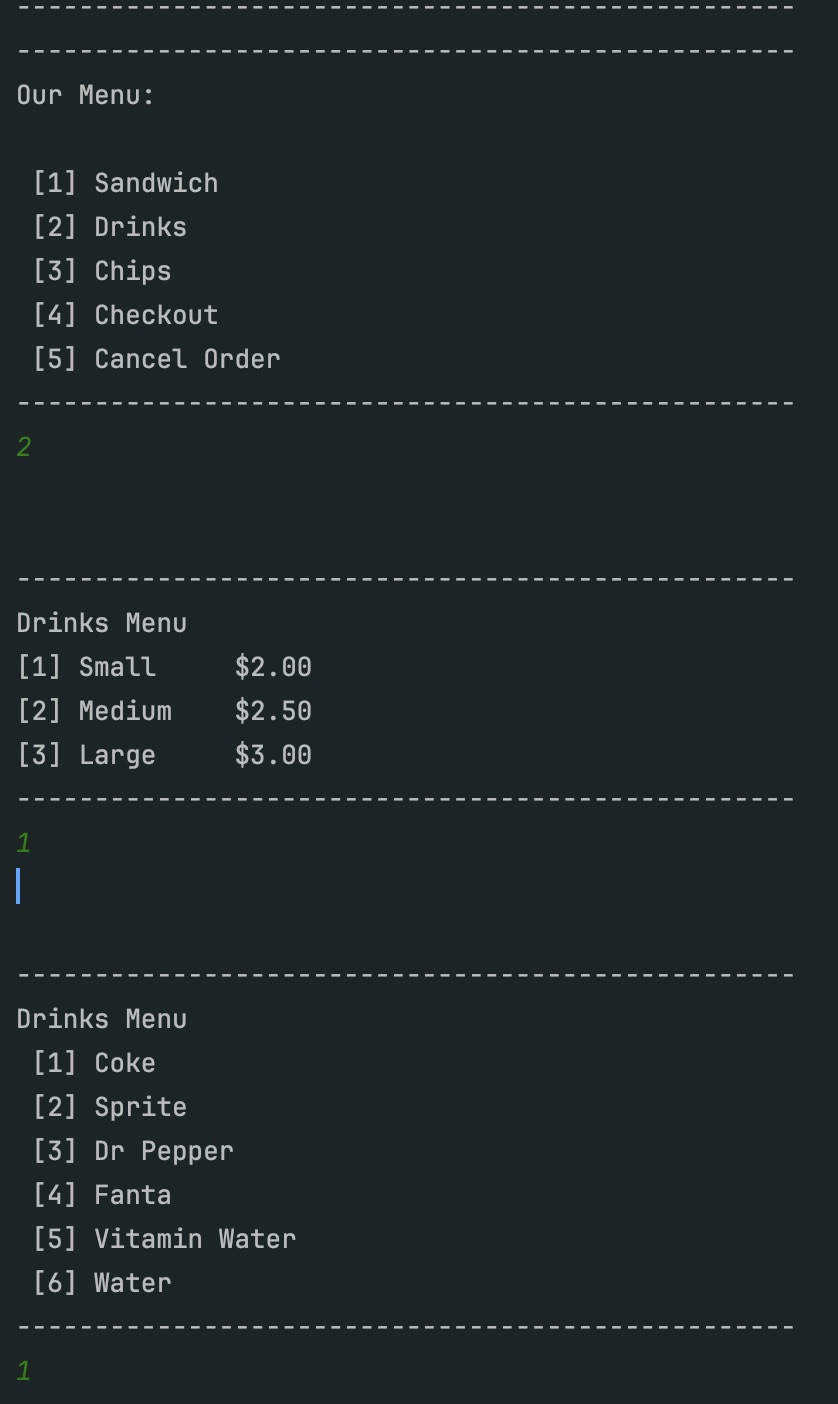 --------------------------------------------------
--------------------------------------------------
Our Menu:
[1] Sandwich
[2] Drinks
[3] Chips
[4] Checkout
[5] Cancel Order
--------------------------------------------------
2
--------------------------------------------------
Drinks Menu
[1] Small     $2.00
[2] Medium    $2.50
[3] Large     $3.00
--------------------------------------------------
1
--------------------------------------------------
Drinks Menu
[1] Coke
[2] Sprite
[3] Dr Pepper
[4] Fanta
[5] Vitamin Water
[6] Water
--------------------------------------------------
1